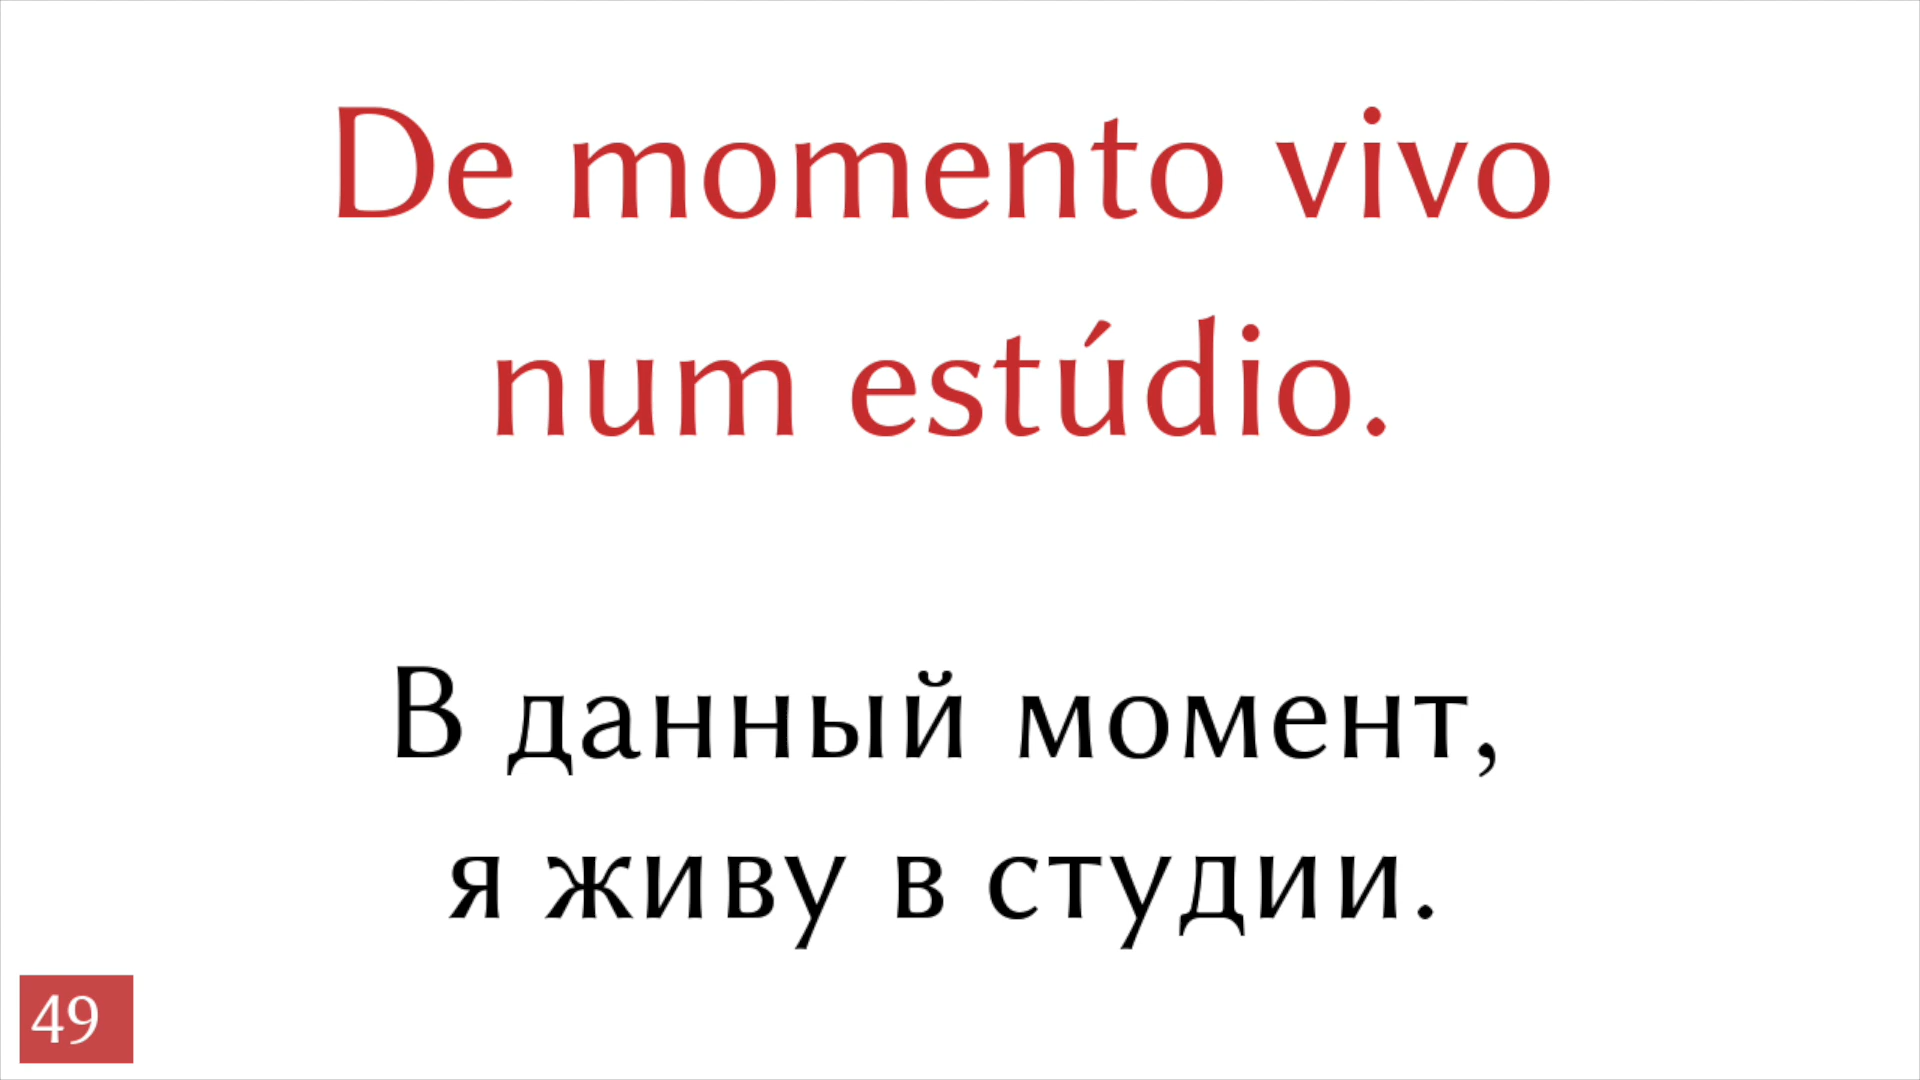 De momento vivo
num estúdio.
В данный момент,
я живу в студии.
49